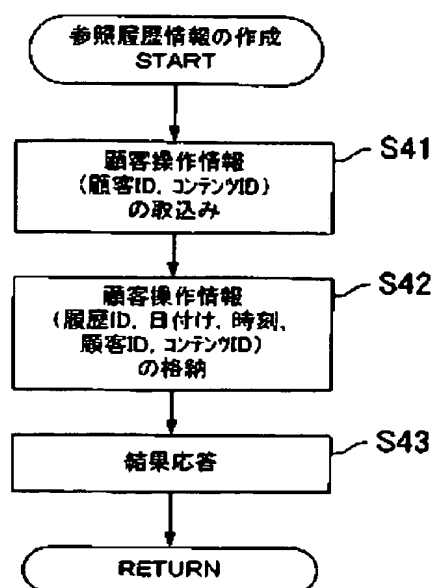 参照履歴情報の作成
START
S41
顧客操作情報
(顧客ID, コンテンツID)
の取込み
S42
顧客操作情報
(履歴ID, 日付け, 時刻,
顧客ID, コンテンツID)
の格納
S43
結果応答
RETURN